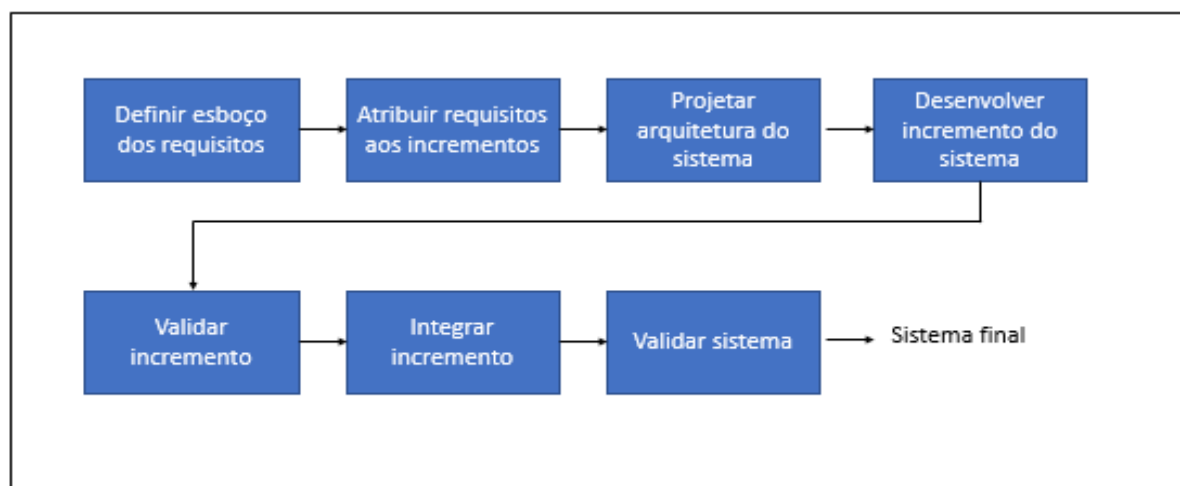 Definir esboço
dos requisitos
Atribuir requisitos
aos incrementos
Projetar
arquitetura do
sistema
Desenvolver
incremento do
sistema
Validar
incremento
Integrar
incremento
Validar sistema
Sistema final